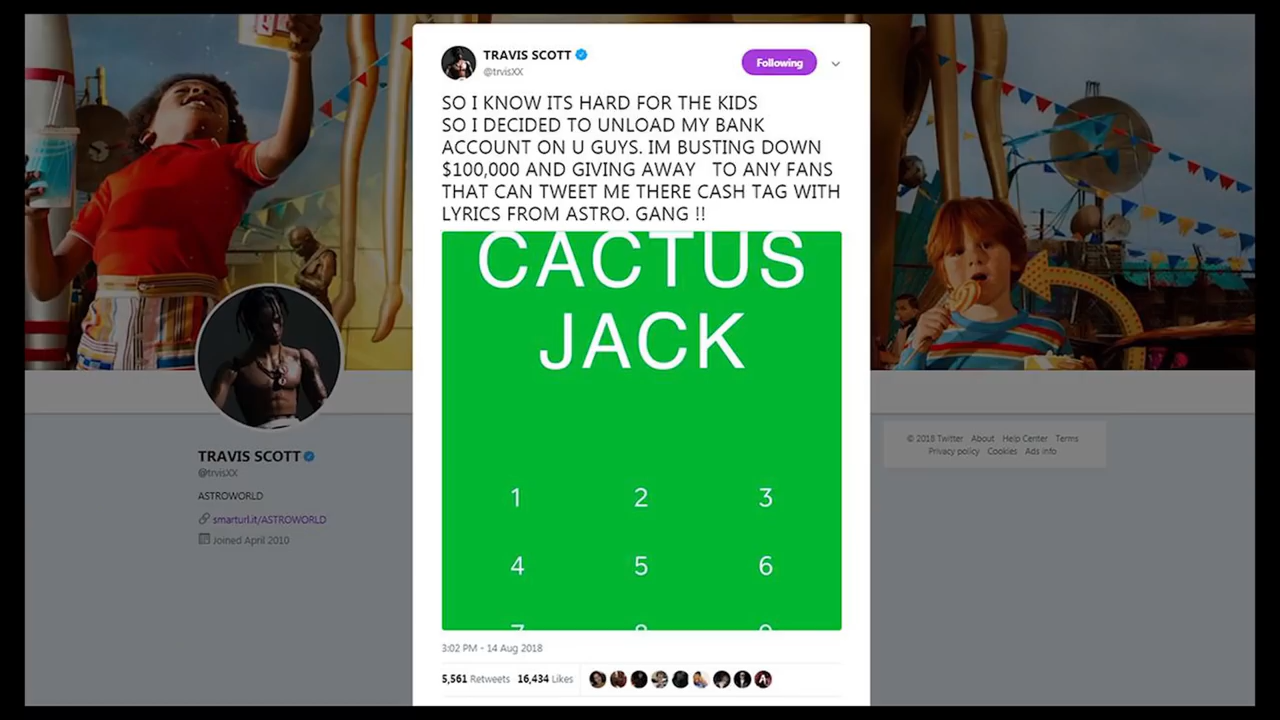 TRAVIS SCOTT
@trvisXX
Following
SO I KNOW ITS HARD FOR THE KIDS
SO I DECIDED TO UNLOAD MY BANK
ACCOUNT ON U GUYS. IM BUSTING DOWN
$100,000 AND GIVING AWAY TO ANY FANS
THAT CAN TWEET ME THERE CASH TAG WITH
LYRICS FROM ASTRO. GANG !!
CACTUS
JACK
1 2 3
4 5 6
7 8 9
3:02 PM - 14 Aug 2018
5,561 Retweets 16,434 Likes
TRAVIS SCOTT
@trvisXX
ASTROWORLD
smarturl.it/ASTROWORLD
Joined April 2010
© 2018 Twitter About Help Center Terms
Privacy policy Cookies Ads info